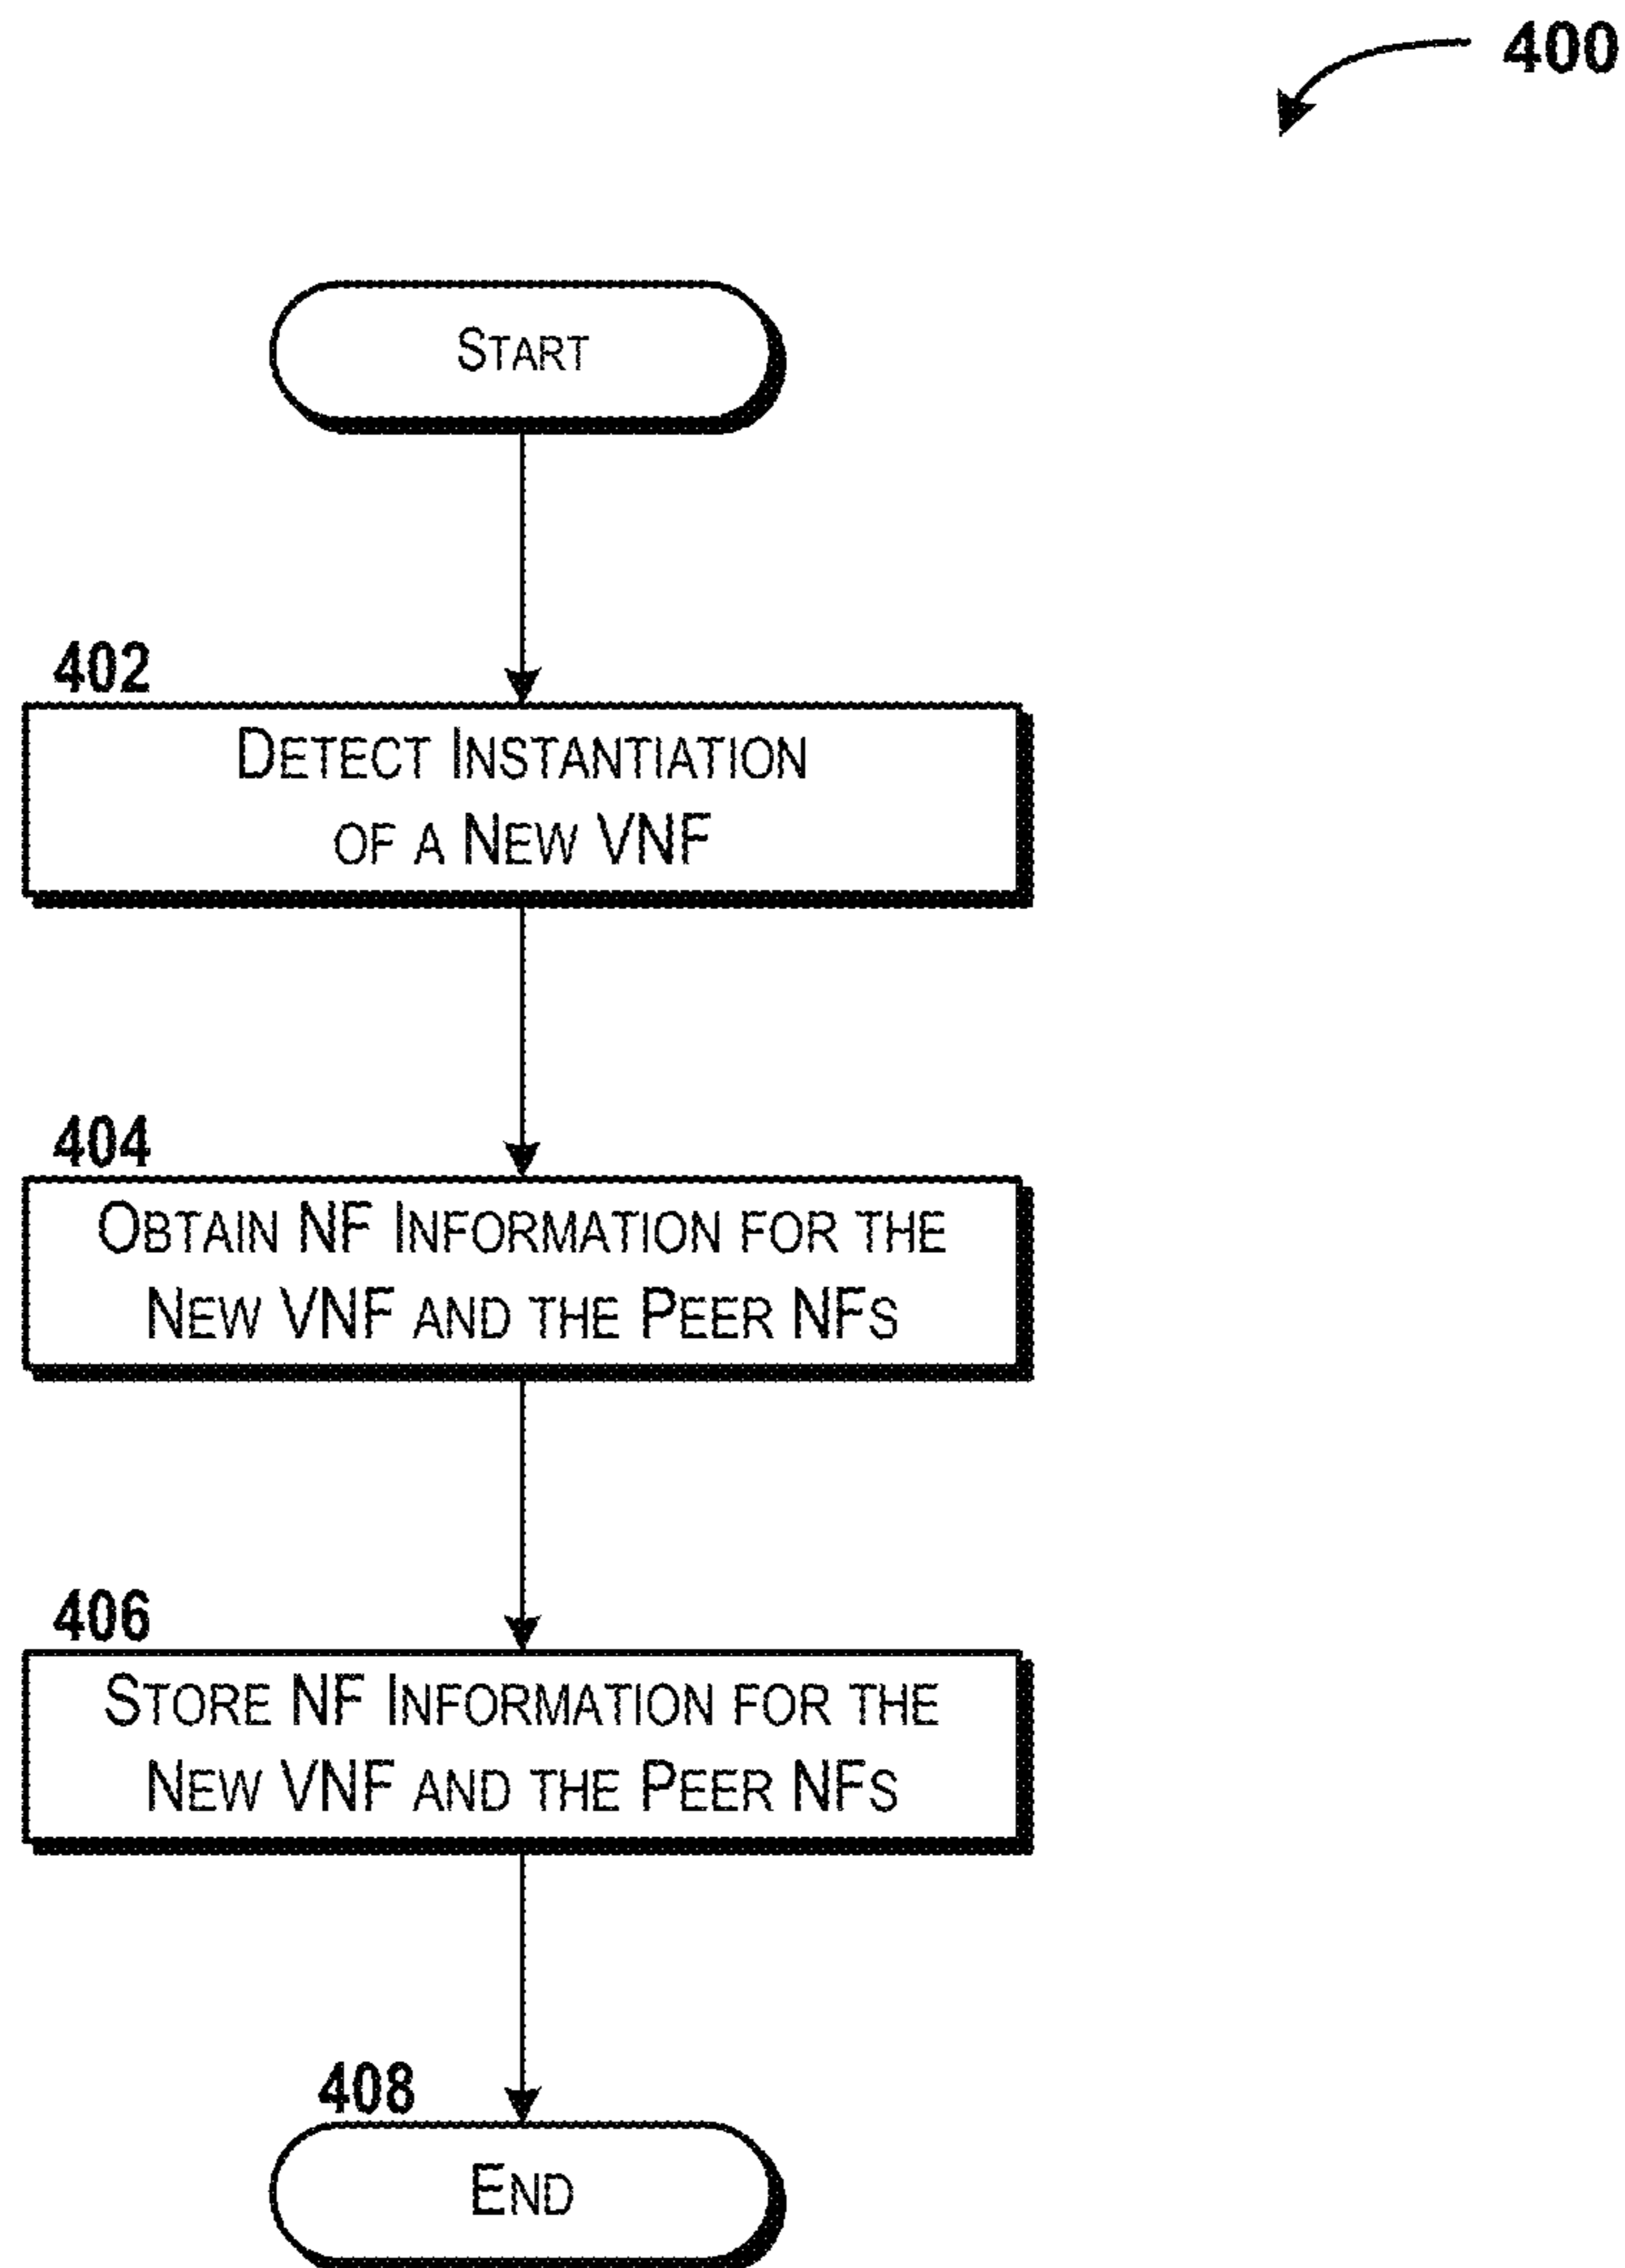 400
START
402
DETECT INSTANTIATION
OF A NEW VNF
404
OBTAIN NF INFORMATION FOR THE
NEW VNF AND THE PEER NFS
406
STORE NF INFORMATION FOR THE
NEW VNF AND THE PEER NFS
408
END